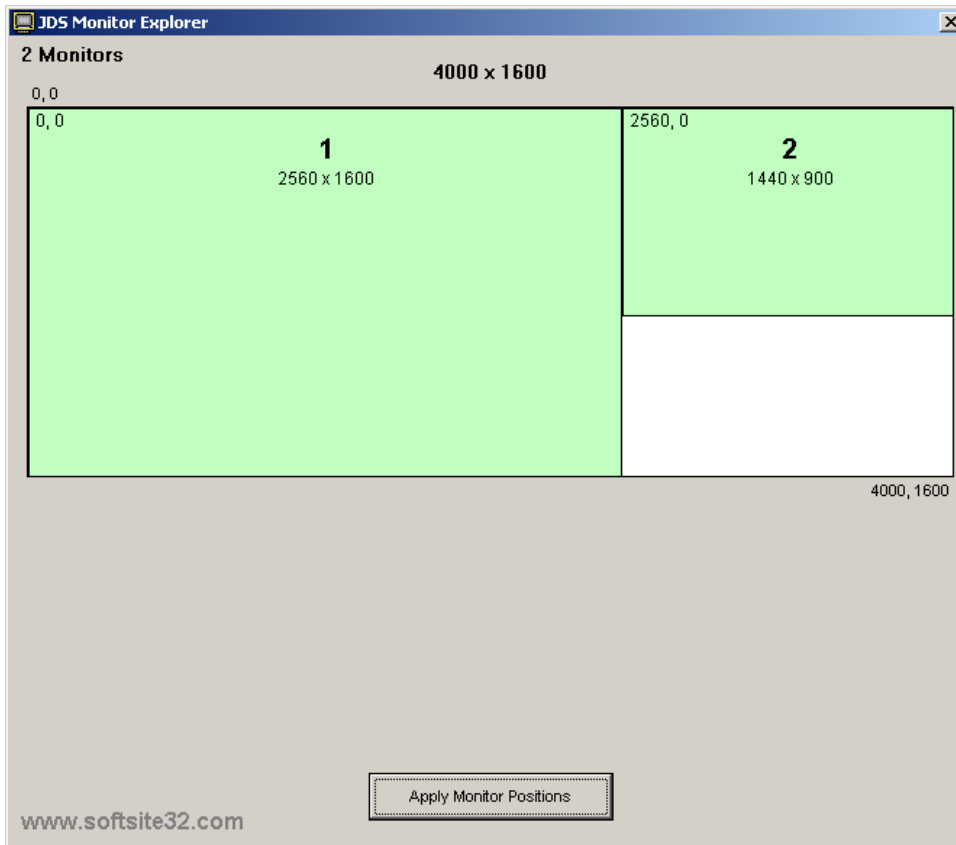 JDS Monitor Explorer
2 Monitors
4000 x 1600
0, 0
0, 0
1
2560 x 1600
2560, 0
2
1440 x 900
4000, 1600
Apply Monitor Positions
www.softsite32.com